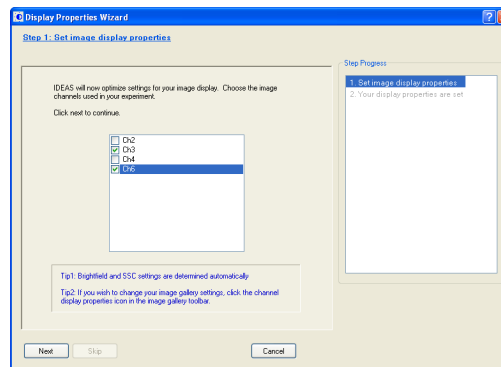 Display Properties Wizard
Step 1: Set image display properties
IDEAS will now optimize settings for your image display. Choose the image
channels used in your experiment.
Click next to continue.
Ch2
Ch3
Ch4
Ch6
Tip1: Brightfield and SSC settings are determined automatically
Tip2: If you wish to change your image gallery settings, click the channel
display properties icon in the image gallery toolbar.
Step Progress
1. Set image display properties
2. Your display properties are set
Next
Skip
Cancel